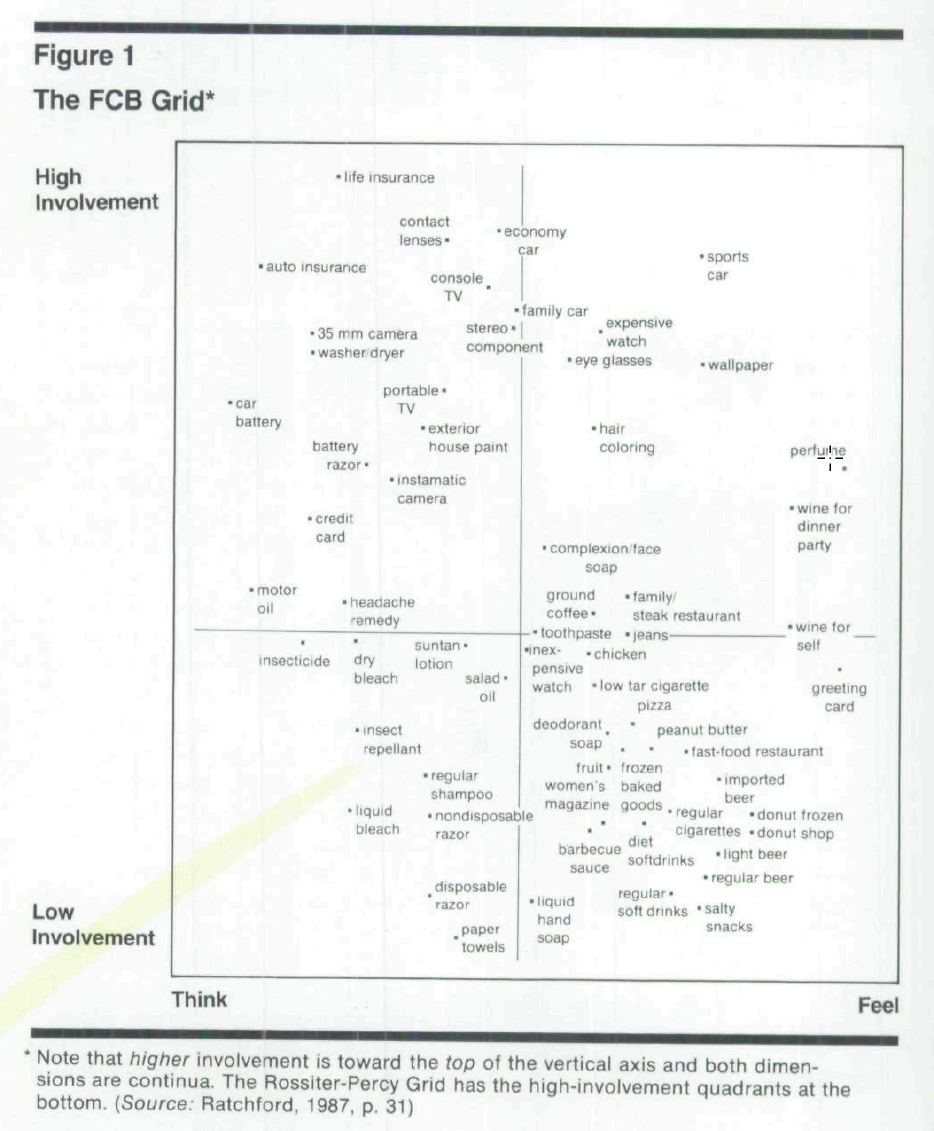 Figure 1
The FCB Grid*
High
Involvement
life insurance
contact
lenses
economy
car
auto insurance
console
TV
sports
car
family car
35 mm camera
washer/dryer
stereo
component
expensive
watch
eye glasses
wallpaper
portable
TV
car
battery
exterior
house paint
hair
coloring
battery
razor
perfume
instamatic
camera
credit
card
wine for
dinner
party
complexion/face
soap
motor
oil
headache
remedy
ground
coffee
family/
steak restaurant
toothpaste
jeans
wine for
self
insecticide
dry
bleach
suntan
lotion
salad
oil
inex-
pensive
watch
chicken
low tar cigarette
pizza
greeting
card
deodorant
soap
peanut butter
insect
repellant
fast-food restaurant
fruit
frozen
baked
goods
women's
magazine
imported
beer
regular
shampoo
liquid
bleach
nondisposable
razor
regular
cigarettes
donut frozen
donut shop
barbecue
sauce
diet
softdrinks
light beer
regular beer
disposable
razor
liquid
hand
soap
regular
soft drinks
salty
snacks
paper
towels
Low
Involvement
Think
Feel
* Note that higher involvement is toward the top of the vertical axis and both dimen-
sions are continua. The Rossiter-Percy Grid has the high-involvement quadrants at the
bottom. (Source: Ratchford, 1987, p. 31)